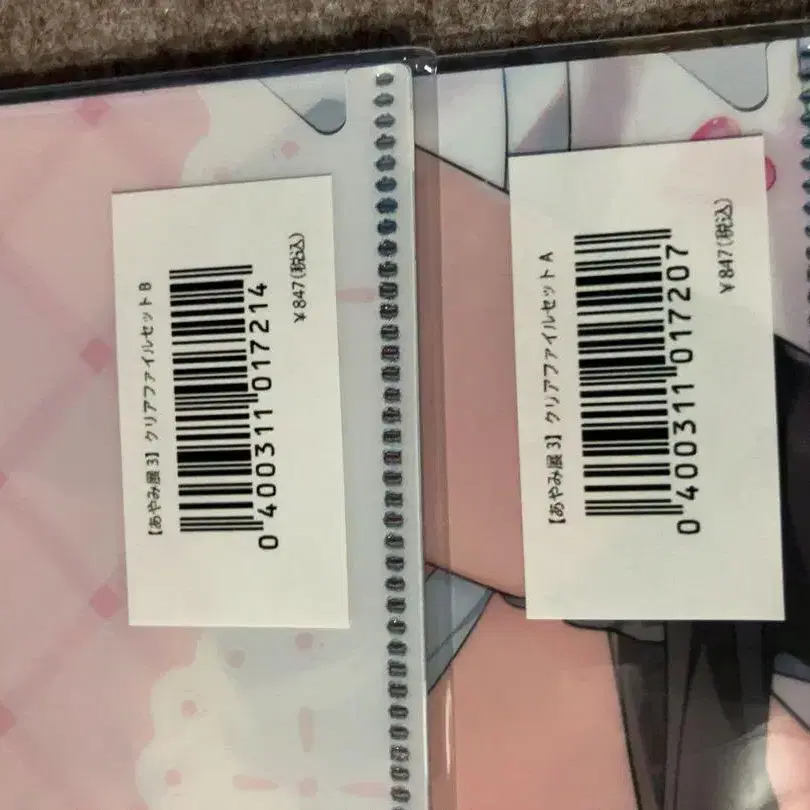 【あやみ展 3】 クリアファイルセット B
0 400311 017214
¥847(税込)
【あやみ展 3】 クリアファイルセット A
0 400311 017207
¥847(税込)